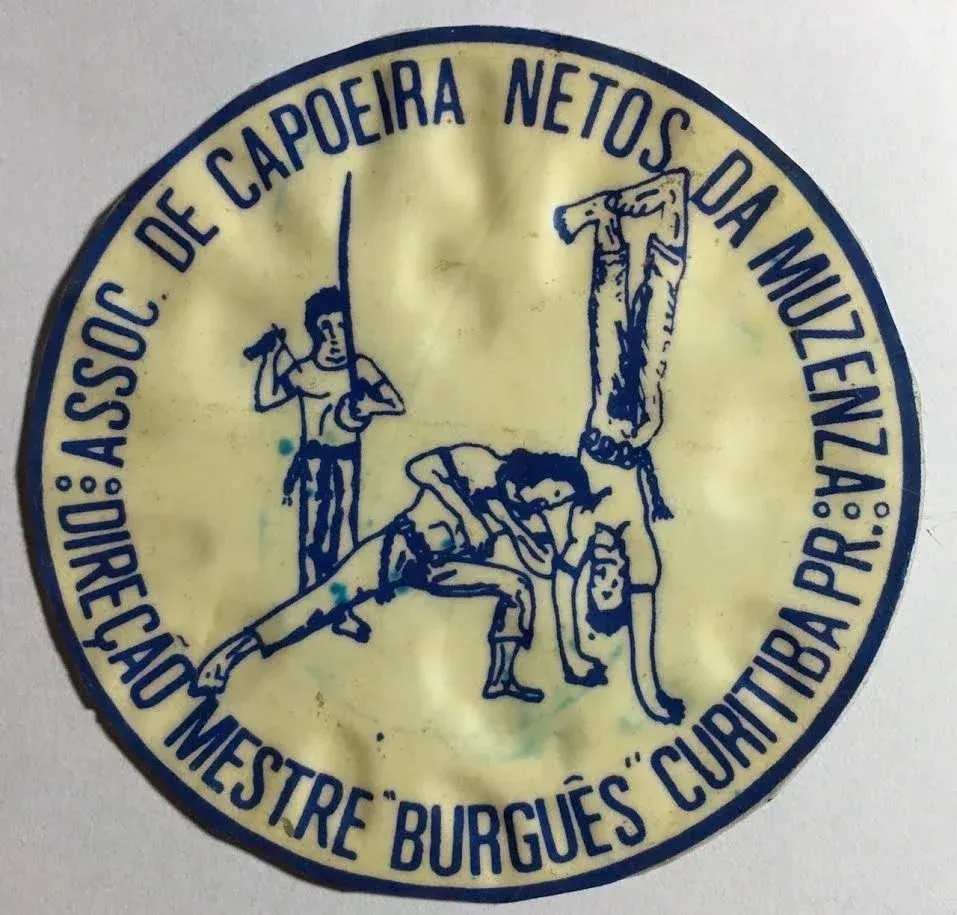 ASSOC. DE CAPOEIRA NETOS DA MUZENZA
DIREÇÃO MESTRE "BURGUÊS" CURITIBA PR.